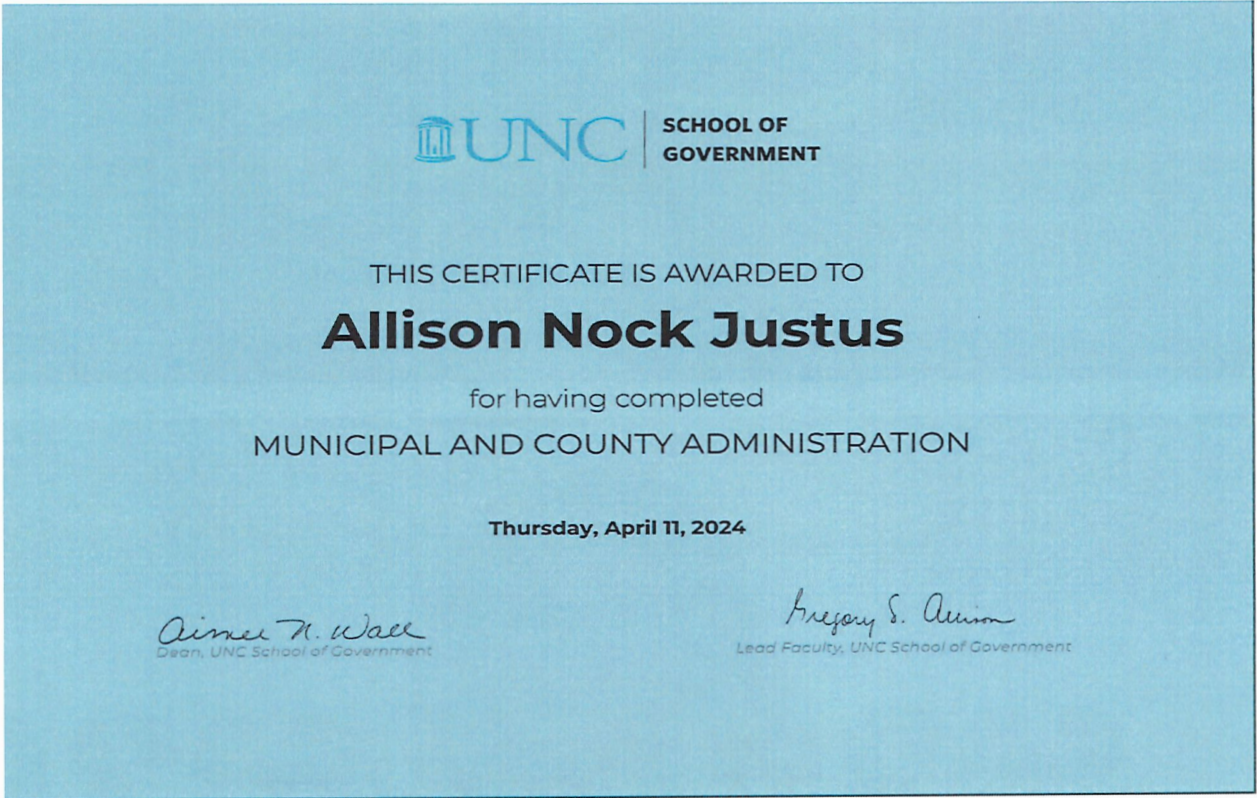 UNC
SCHOOL OF
GOVERNMENT
THIS CERTIFICATE IS AWARDED TO
Allison Nock Justus
for having completed
MUNICIPAL AND COUNTY ADMINISTRATION
Thursday, April 11, 2024
Aimee N. Wall
Dean, UNC School of Government
Gregory S. Allison
Lead Faculty, UNC School of Government